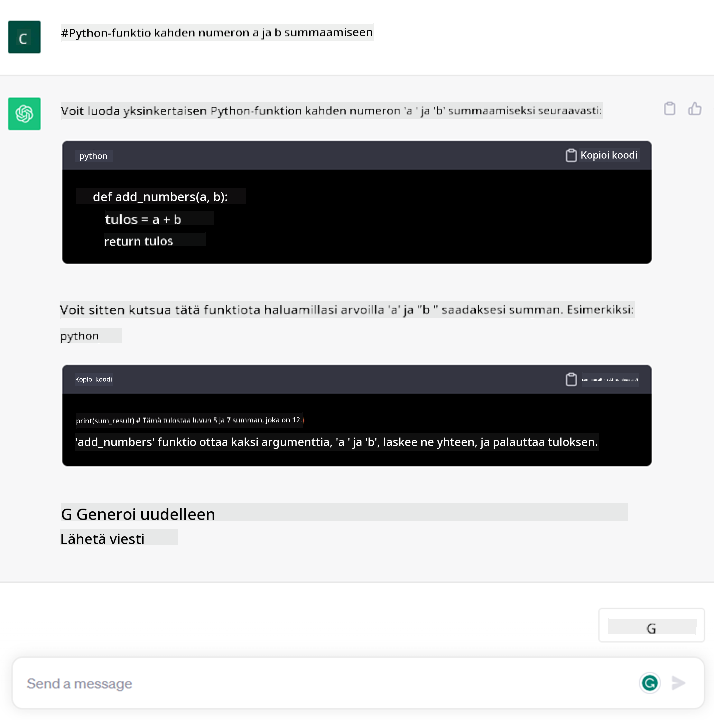 C
#Python-funktio kahden numeron a ja b summaamiseen
Voit luoda yksinkertaisen Python-funktion kahden numeron 'a ' ja 'b' summaamiseksi seuraavasti:
python
Kopioi koodi
def add_numbers(a, b):
tulos = a + b
return tulos
Voit sitten kutsua tätä funktiota haluamillasi arvoilla 'a' ja "b " saadaksesi summan. Esimerkiksi:
python
Kopioi koodi
print(sum_result) # Tämä tulostaa luvun 5 ja 7 summan, joka on 12.
'add_numbers' funktio ottaa kaksi argumenttia, 'a ' ja 'b', laskee ne yhteen, ja palauttaa tuloksen.
G Generoi uudelleen
Lähetä viesti
G
Send a message